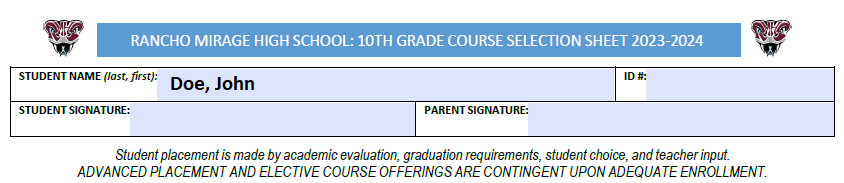 RANCHO MIRAGE HIGH SCHOOL: 10TH GRADE COURSE SELECTION SHEET 2023-2024
STUDENT NAME (last, first): Doe, John ID #:
STUDENT SIGNATURE: PARENT SIGNATURE:
Student placement is made by academic evaluation, graduation requirements, student choice, and teacher input.
ADVANCED PLACEMENT AND ELECTIVE COURSE OFFERINGS ARE CONTINGENT UPON ADEQUATE ENROLLMENT.